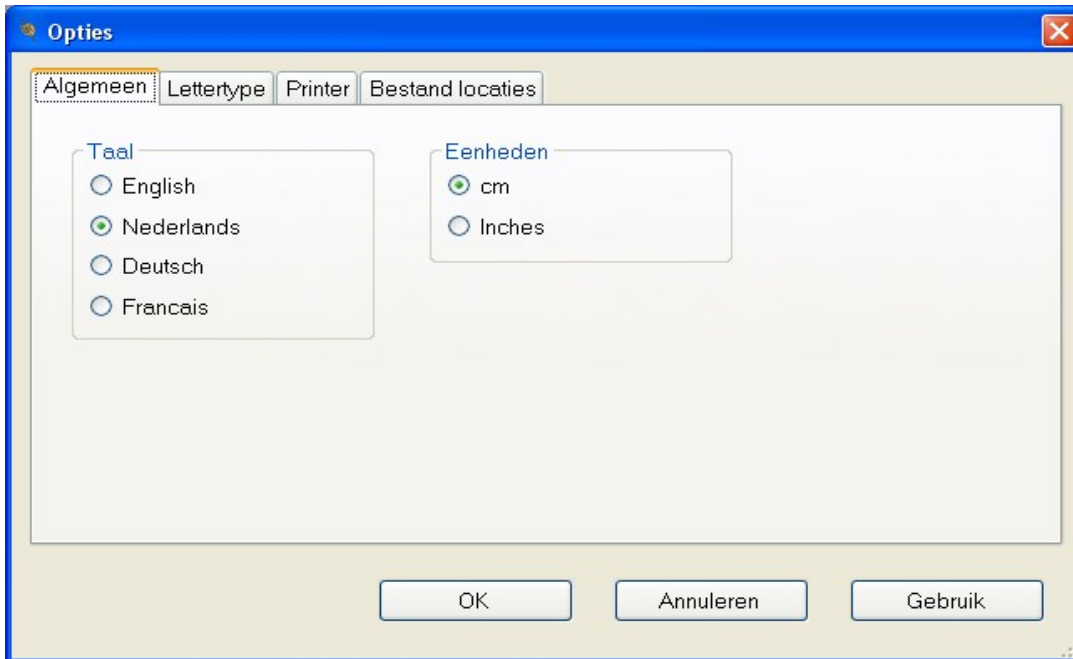 Opties
Algemeen Lettertype Printer Bestand locaties
Taal
English
Nederlands
Deutsch
Francais
Eenheden
cm
Inches
OK Annuleren Gebruik